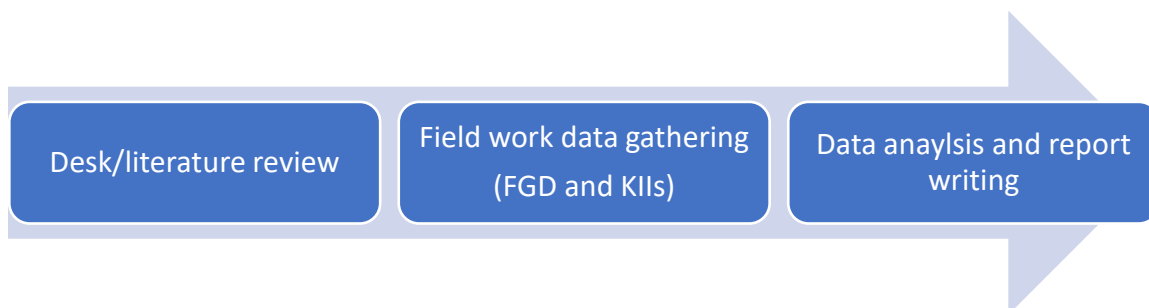 Desk/literature review
Field work data gathering
(FGD and KIIs)
Data anaylsis and report
writing